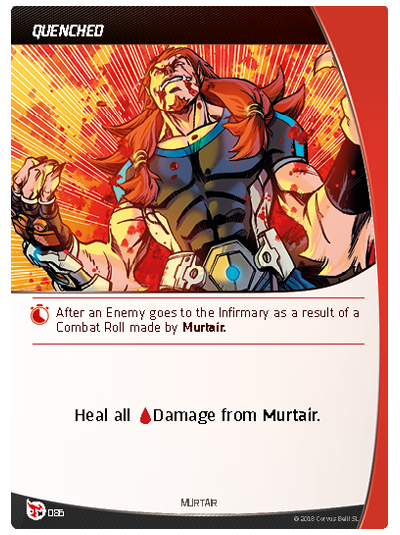 QUENCHED
After an Enemy goes to the Infirmary as a result of a
Combat Roll made by Murtair.
Heal all Damage from Murtair.
MURTAIR
086
© 2018 Corvus Belli SL